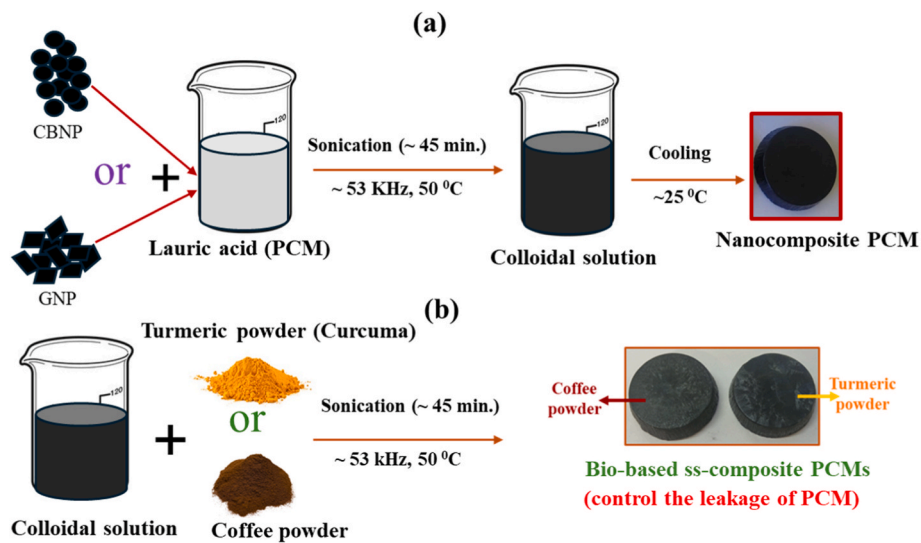 (a)
CBNP
or +
GNP
120
Lauric acid (PCM)
Sonication (~ 45 min.)
~ 53 KHz, 50 ⁰C
120
Colloidal solution
Cooling
~25 ⁰C
Nanocomposite PCM
(b)
120
Colloidal solution
+
Turmeric powder (Curcuma)
or
Coffee powder
Sonication (~ 45 min.)
~ 53 kHz, 50 ⁰C
Coffee
powder
Turmeric
powder
Bio-based ss-composite PCMs
(control the leakage of PCM)